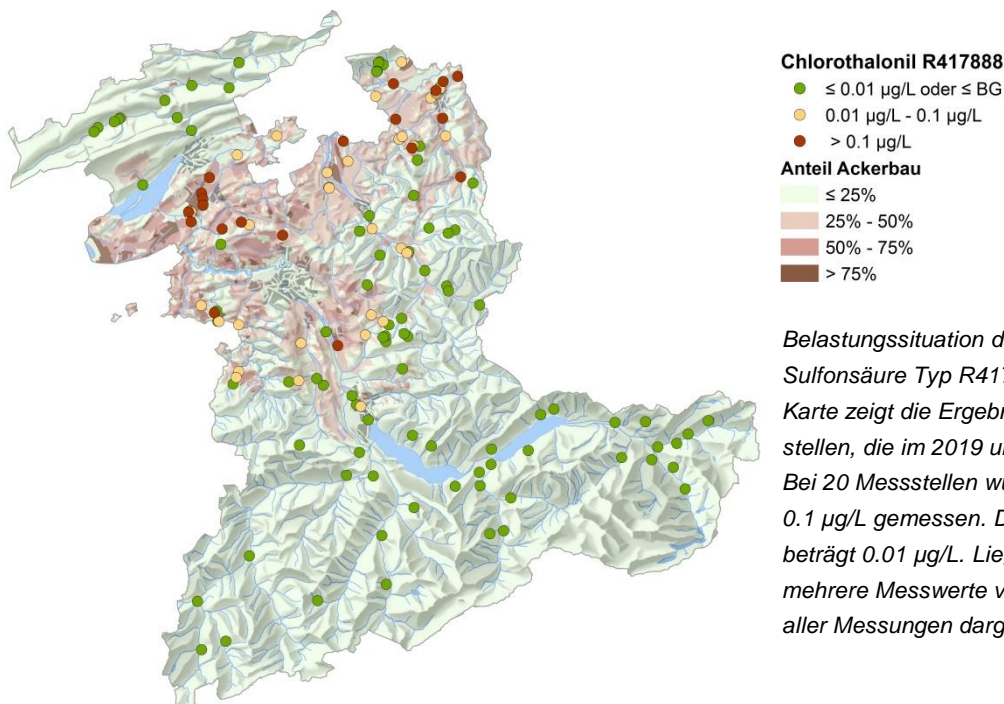 Chlorothalonil R417888
≤ 0.01 µg/L oder ≤ BG
0.01 µg/L - 0.1 µg/L
> 0.1 µg/L
Anteil Ackerbau
≤ 25%
25% - 50%
50% - 75%
> 75%
Belastungssituation d
Sulfonsäure Typ R417
Karte zeigt die Ergebn
stellen, die im 2019 u
Bei 20 Messstellen wu
0.1 µg/L gemessen. D
beträgt 0.01 µg/L. Lieg
mehrere Messwerte v
aller Messungen darg